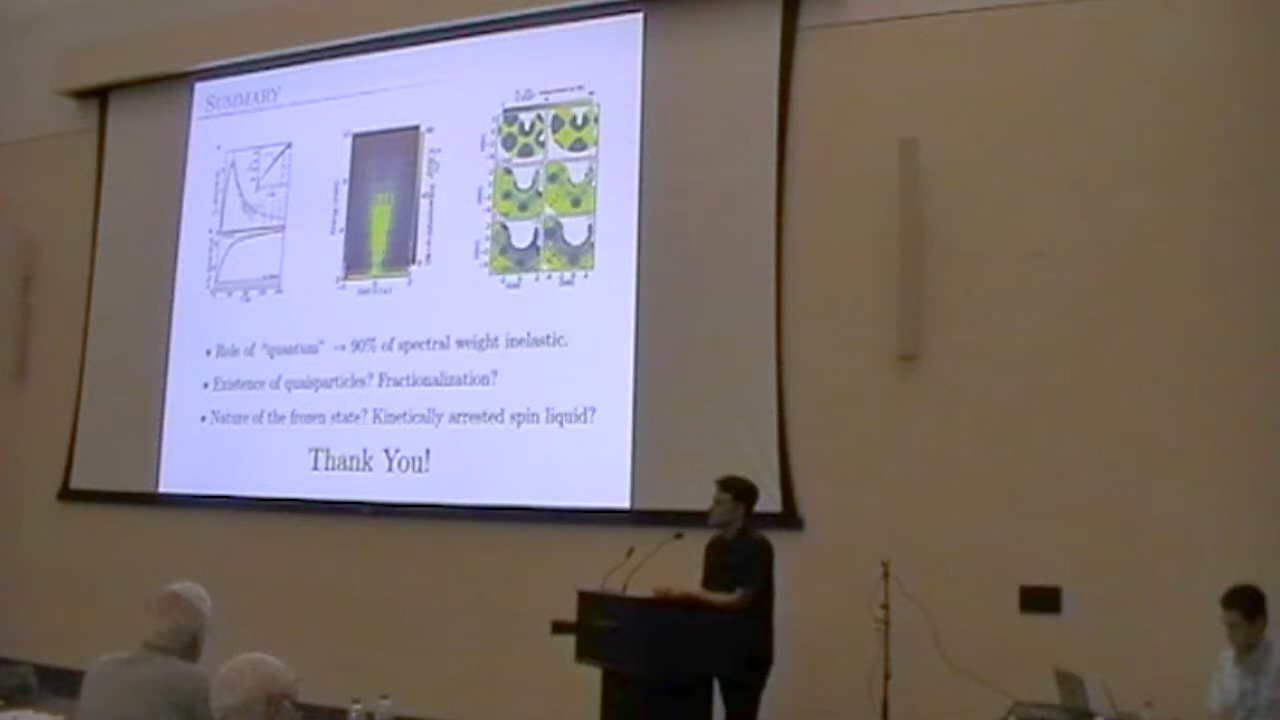 SUMMARY
• Role of "quantum" → 90% of spectral weight inelastic.
• Existence of quaisparticles? Fractionalization?
• Nature of the frozen state? Kinetically arrested spin liquid?
Thank You!